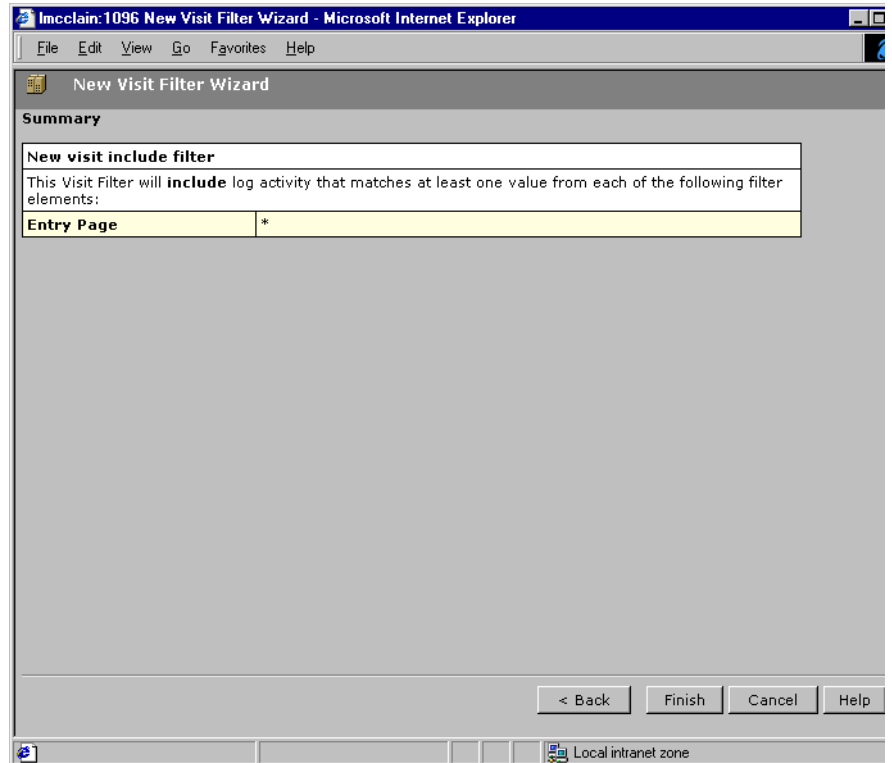 lmcclain:1096 New Visit Filter Wizard - Microsoft Internet Explorer
File Edit View Go Favorites Help
New Visit Filter Wizard
Summary
New visit include filter
This Visit Filter will include log activity that matches at least one value from each of the following filter
elements:
Entry Page *
< Back Finish Cancel Help
Local intranet zone